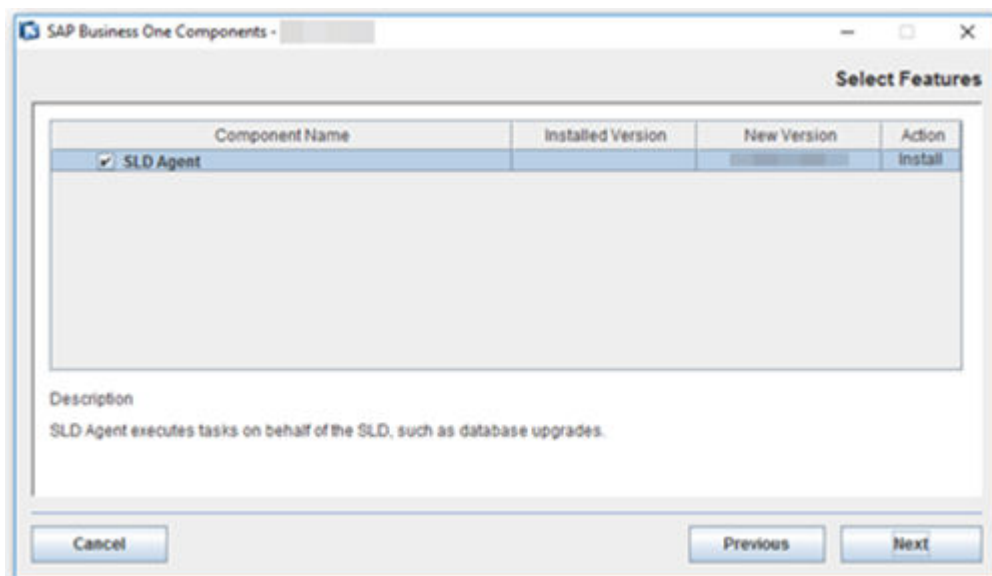 SAP Business One Components -
Select Features
Component Name Installed Version New Version Action
SLD Agent Install
Description
SLD Agent executes tasks on behalf of the SLD, such as database upgrades.
Cancel Previous Next